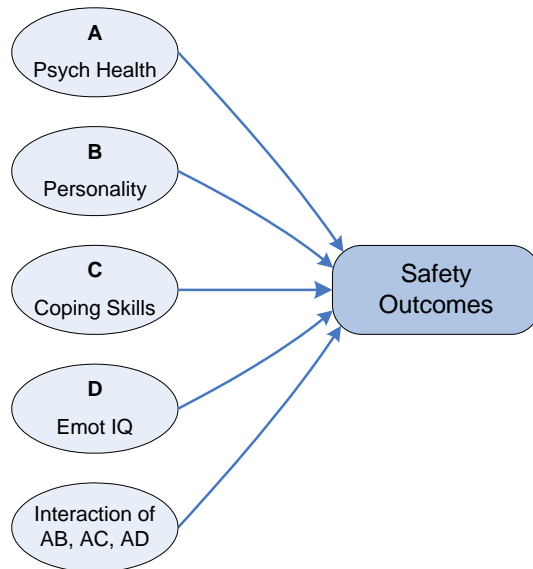 A
Psych Health
B
Personality
C
Coping Skills
D
Emot IQ
Interaction of
AB, AC, AD
Safety
Outcomes